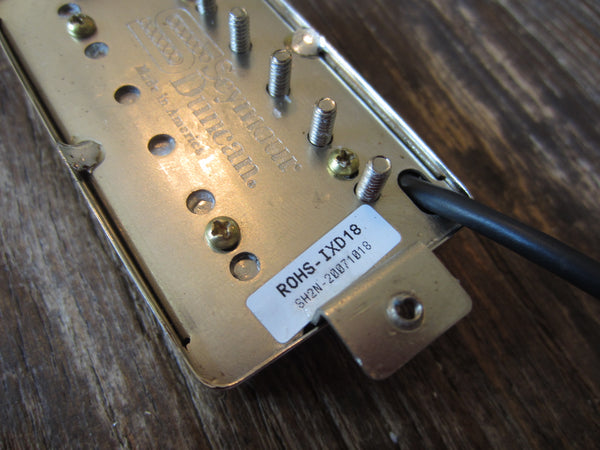 Seymour
Duncan.
Made in America
ROHS-IXD18
SH2N-20071018